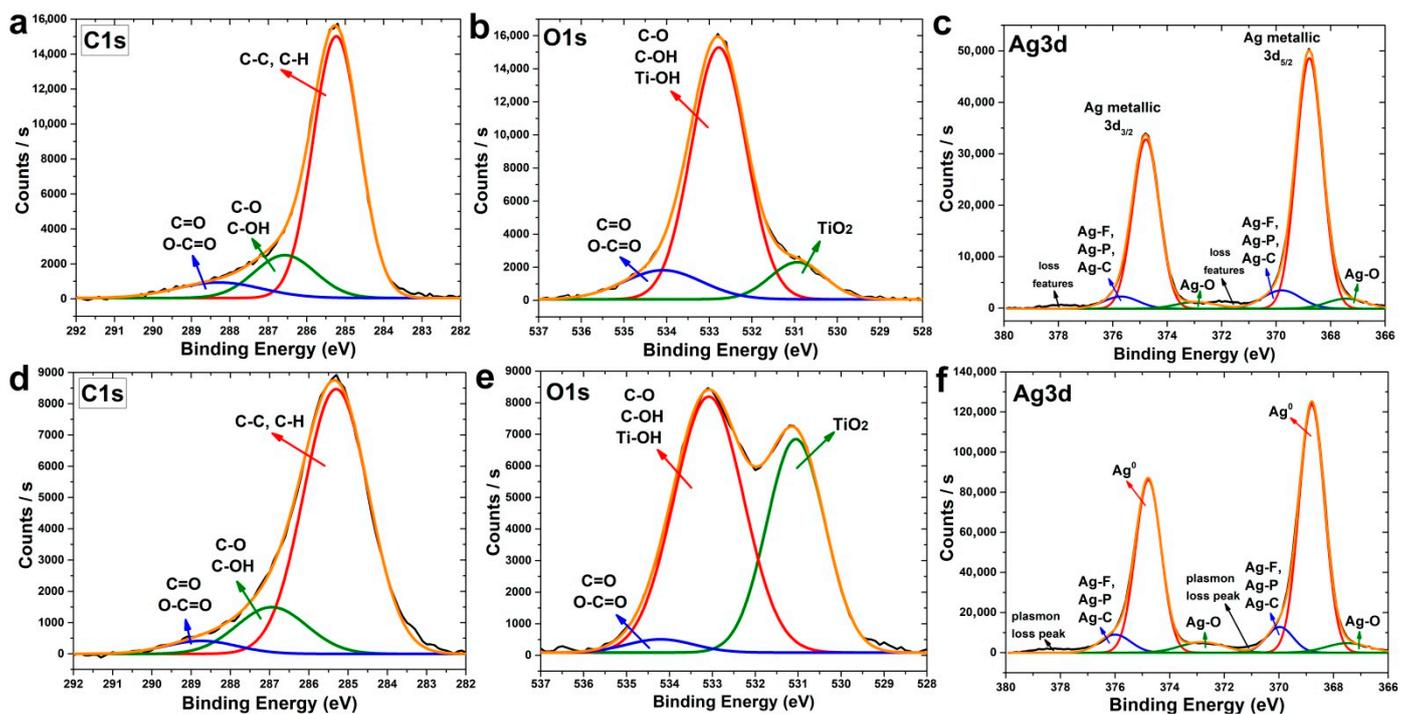 a
C1s
16,000
14,000
12,000
10,000
8000
6000
4000
2000
0
Counts / s
C-C, C-H
C-O
C-OH
C=O
O-C=O
292 291 290 289 288 287 286 285 284 283 282
Binding Energy (eV)
b
O1s
18,000
16,000
14,000
12,000
10,000
8000
6000
4000
2000
0
Counts / s
C-O
C-OH
Ti-OH
C=O
O-C=O
TiO2
537 536 535 534 533 532 531 530 529 528
Binding Energy (eV)
c
Ag3d
50,000
40,000
30,000
20,000
10,000
0
Counts / s
Ag metallic
3d5/2
Ag metallic
3d3/2
Ag-F,
Ag-P,
Ag-C
loss
features
Ag-O
loss
features
Ag-F,
Ag-P,
Ag-C
Ag-O
380 378 376 374 372 370 368 366
Binding Energy (eV)
d
C1s
9000
8000
7000
6000
5000
4000
3000
2000
1000
0
Counts / s
C-C, C-H
C-O
C-OH
C=O
O-C=O
292 291 290 289 288 287 286 285 284 283 282
Binding Energy (eV)
e
O1s
9000
8000
7000
6000
5000
4000
3000
2000
1000
0
Counts / s
C-O
C-OH
Ti-OH
TiO2
C=O
O-C=O
537 536 535 534 533 532 531 530 529 528
Binding Energy (eV)
f
Ag3d
140,000
120,000
100,000
80,000
60,000
40,000
20,000
0
Counts / s
Ag0
Ag0
Ag-F,
Ag-P
Ag-C
plasmon
loss peak
Ag-O
plasmon
loss peak
Ag-F,
Ag-P
Ag-C
Ag-O
380 378 376 374 372 370 368 366
Binding Energy (eV)